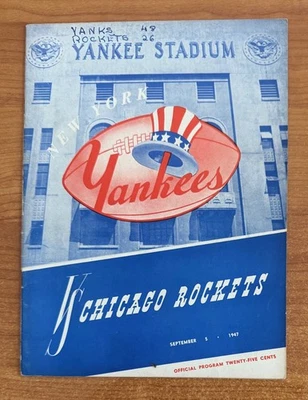 YANKS 48
ROCKETS 26
YANKEE STADIUM
NEW YORK
Yankees
VS CHICAGO ROCKETS
SEPTEMBER 5 · 1947
OFFICIAL PROGRAM TWENTY-FIVE CENTS